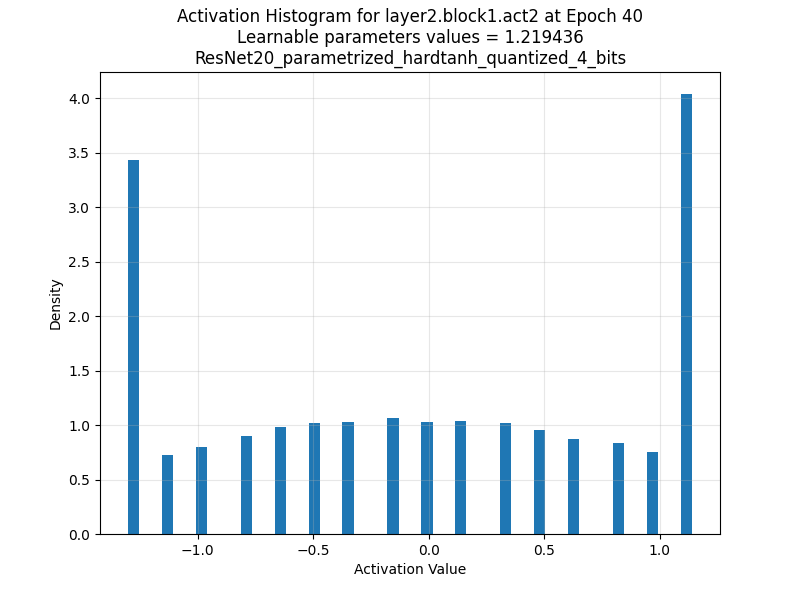 Activation Histogram for layer2.block1.act2 at Epoch 40
Learnable parameters values = 1.219436
ResNet20_parametrized_hardtanh_quantized_4_bits
4.0
3.5
3.0
2.5
2.0
1.5
1.0
0.5
0.0
Density
−1.0
−0.5
0.0
0.5
1.0
Activation Value